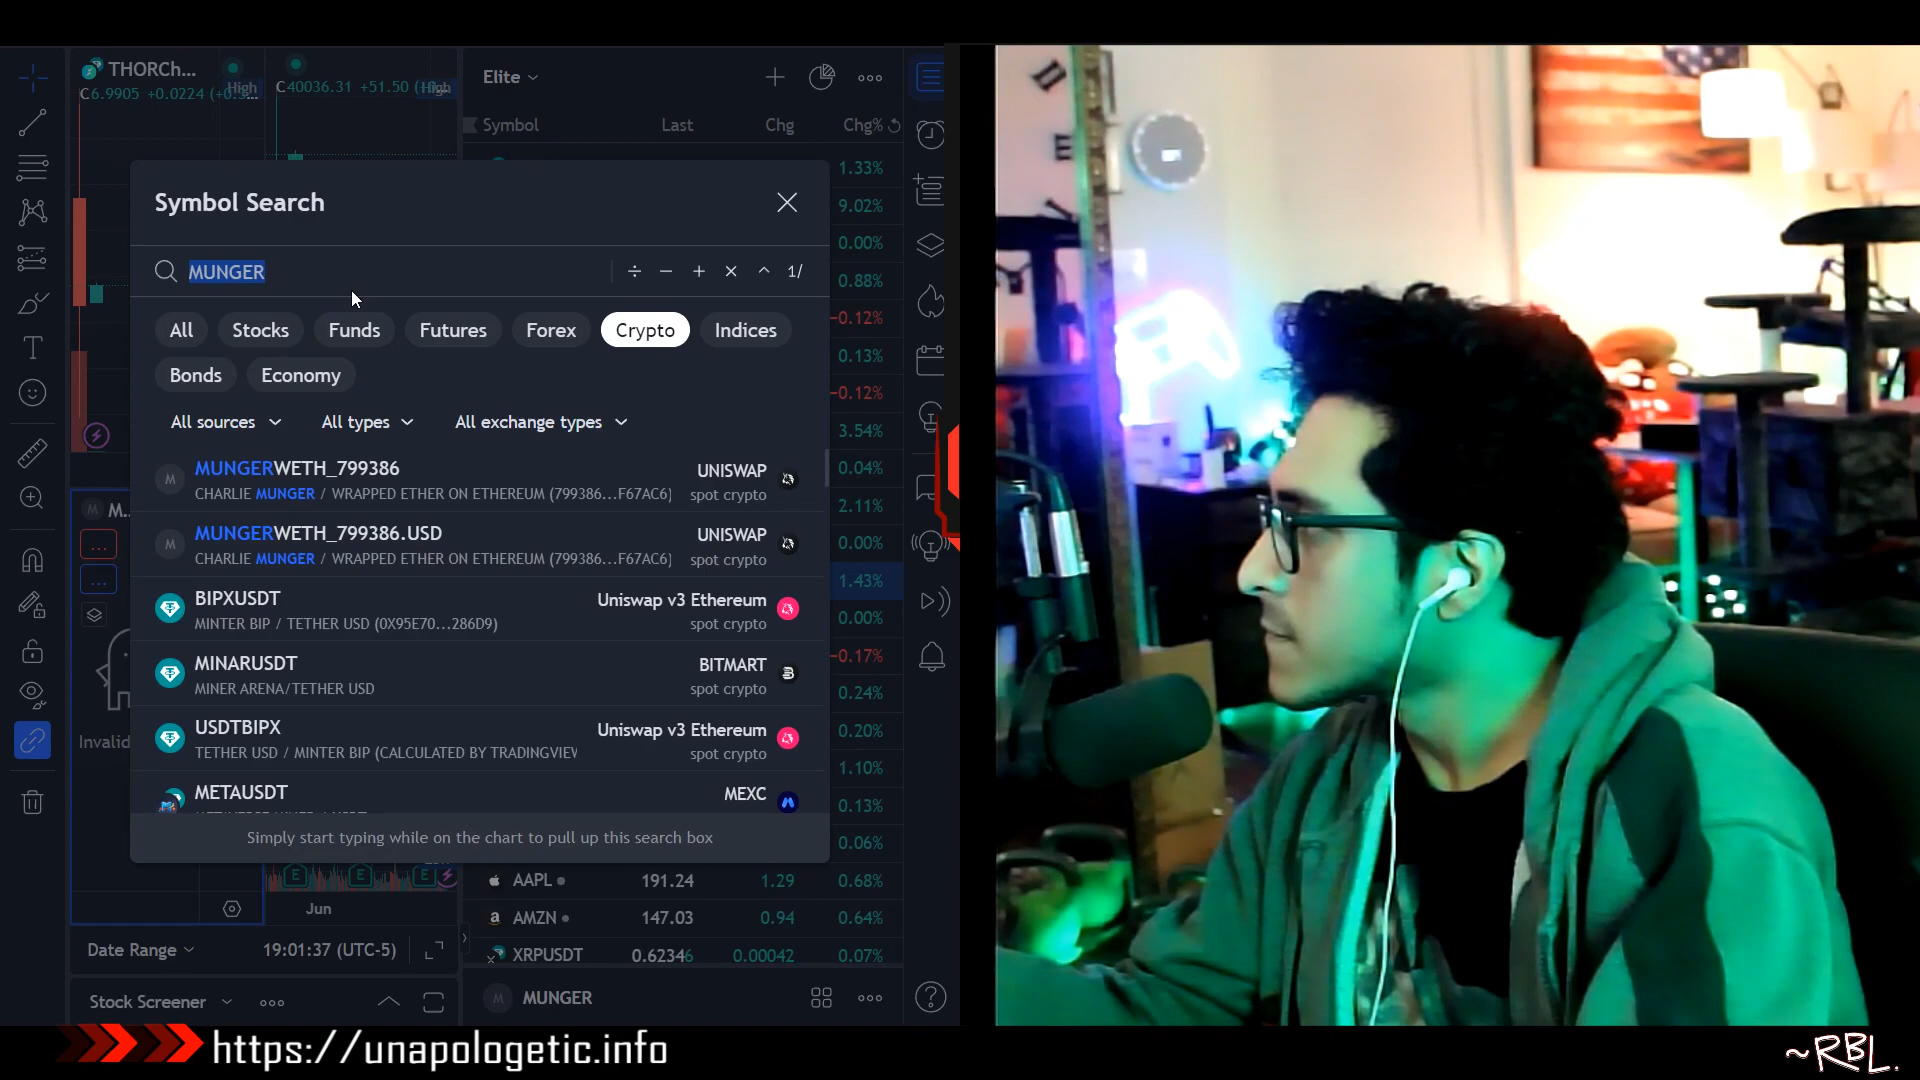 THORCh...
C6.9905 +0.0224
High
C40036.31 +51.50
High
Elite
Symbol Last Chg Chg%
1.33%
9.02%
0.00%
0.88%
−0.12%
0.13%
−0.12%
3.54%
0.04%
2.11%
0.00%
1.43%
0.00%
−0.17%
0.24%
0.20%
1.10%
0.13%
0.06%
Symbol Search
MUNGER
÷ − + × ^ 1/
All Stocks Funds Futures Forex Crypto Indices
Bonds Economy
All sources All types All exchange types
M MUNGERWETH_799386 UNISWAP
CHARLIE MUNGER / WRAPPED ETHER ON ETHEREUM (799386...F67AC6) spot crypto
M MUNGERWETH_799386.USD UNISWAP
CHARLIE MUNGER / WRAPPED ETHER ON ETHEREUM (799386...F67AC6) spot crypto
BIPXUSDT Uniswap v3 Ethereum
MINTER BIP / TETHER USD (0X95E70...286D9) spot crypto
MINARUSDT BITMART
MINER ARENA/TETHER USD spot crypto
USDTBIPX Uniswap v3 Ethereum
TETHER USD / MINTER BIP (CALCULATED BY TRADINGVIEW spot crypto
METAUSDT MEXC
Simply start typing while on the chart to pull up this search box
M M...
...
...
Invalid
E E E
Jun
AAPL 191.24 1.29 0.68%
AMZN 147.03 0.94 0.64%
XRPUSDT 0.62346 0.00042 0.07%
Date Range 19:01:37 (UTC-5)
Stock Screener
M MUNGER
https://unapologetic.info
~RBL.